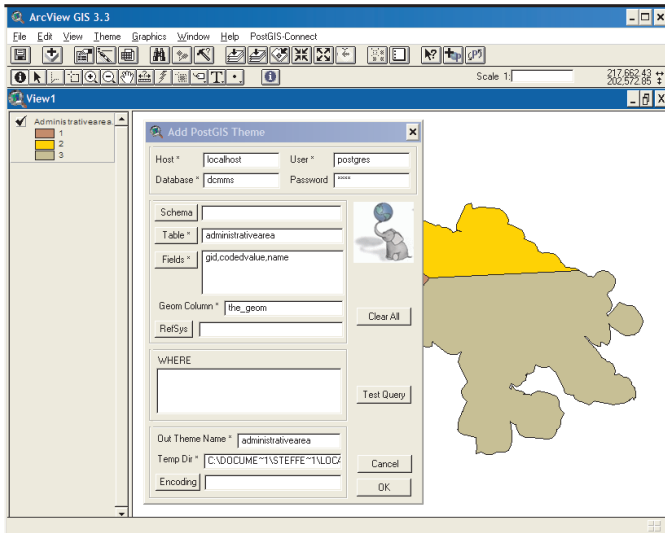 ArcView GIS 3.3
File Edit View Theme Graphics Window Help PostGIS-Connect
Scale 1: 217,662.43
202,572.85
View1
Administrativearea.
1
2
3
Add PostGIS Theme
Host * localhost User * postgres
Database * dcmms Password ****
Schema
Table * administrativearea
Fields * gid,codedvalue,name
Geom Column * the_geom
Clear All
RefSys
WHERE
Test Query
Out Theme Name * administrativearea
Temp Dir * C:\DOCUME~1\STEFFE~1\LOCA
Cancel
Encoding
OK